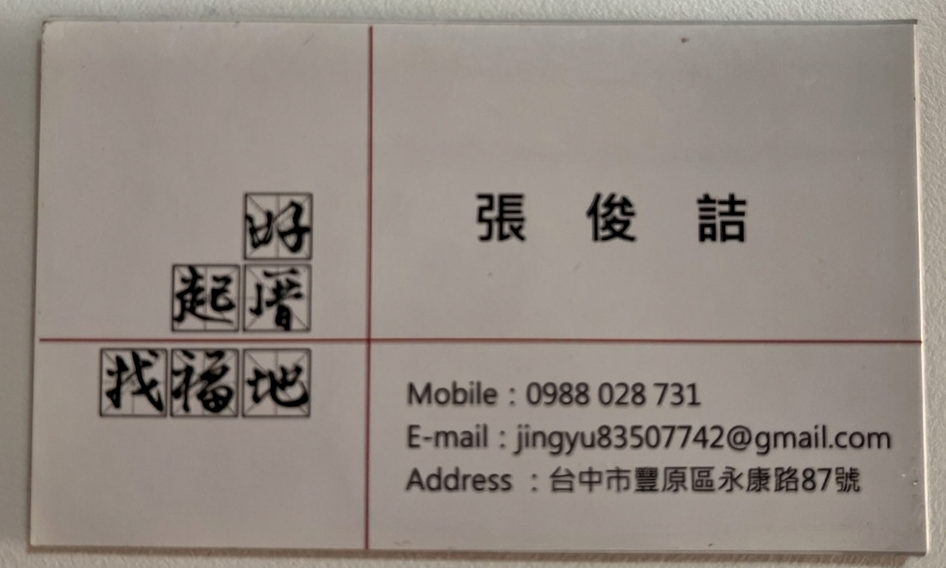 好
起厝
找福地
張俊詰
Mobile：0988 028 731
E-mail：jingyu83507742@gmail.com
Address ：台中市豐原區永康路87號